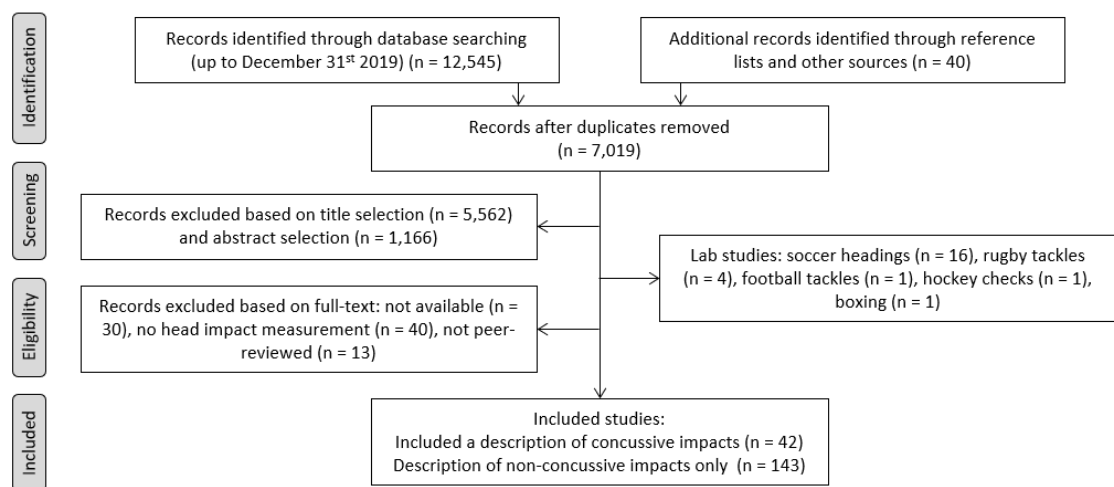 Identification
Records identified through database searching
(up to December 31st 2019) (n = 12,545)
Additional records identified through reference
lists and other sources (n = 40)
Records after duplicates removed
(n = 7,019)
Screening
Records excluded based on title selection (n = 5,562)
and abstract selection (n = 1,166)
Lab studies: soccer headings (n = 16), rugby tackles
(n = 4), football tackles (n = 1), hockey checks (n = 1),
boxing (n = 1)
Eligibility
Records excluded based on full-text: not available (n =
30), no head impact measurement (n = 40), not peer-
reviewed (n = 13)
Included
Included studies:
Included a description of concussive impacts (n = 42)
Description of non-concussive impacts only (n = 143)